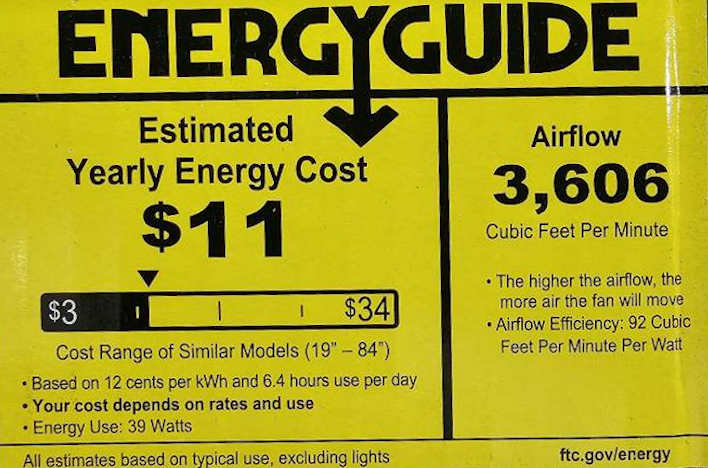 ENERGYGUIDE
Estimated
Yearly Energy Cost
$11
$3 $34
Cost Range of Similar Models (19" – 84")
• Based on 12 cents per kWh and 6.4 hours use per day
• Your cost depends on rates and use
• Energy Use: 39 Watts
All estimates based on typical use, excluding lights
Airflow
3,606
Cubic Feet Per Minute
• The higher the airflow, the
more air the fan will move
• Airflow Efficiency: 92 Cubic
Feet Per Minute Per Watt
ftc.gov/energy